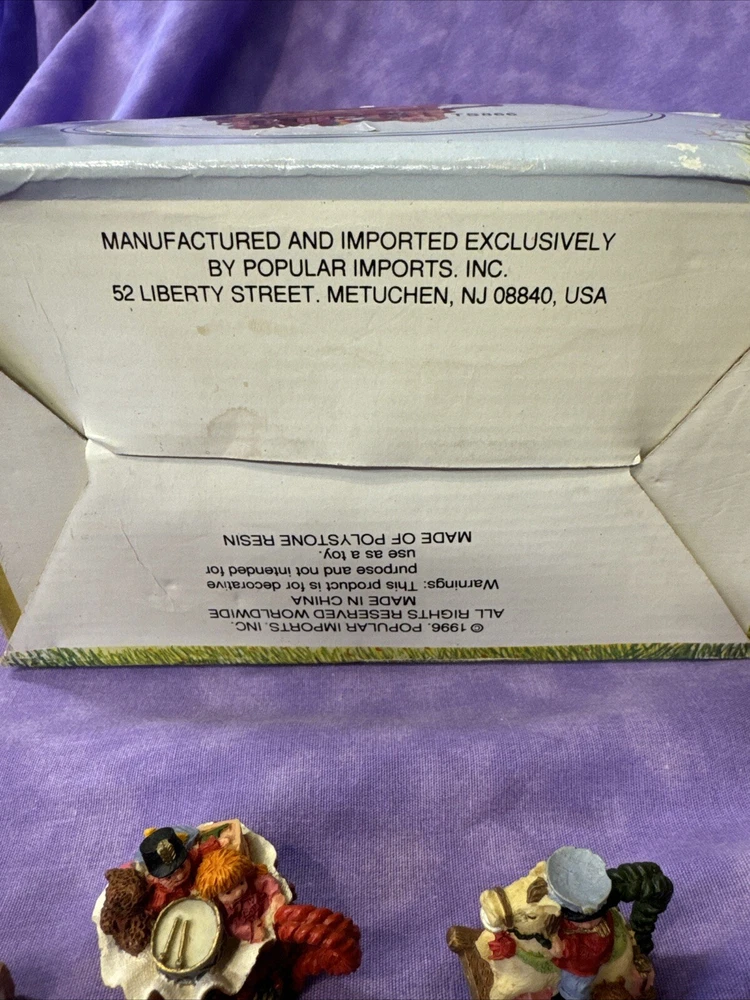 MANUFACTURED AND IMPORTED EXCLUSIVELY
BY POPULAR IMPORTS. INC.
52 LIBERTY STREET. METUCHEN, NJ 08840, USA
© 1996. POPULAR IMPORTS. INC.
ALL RIGHTS RESERVED WORLDWIDE
MADE IN CHINA
Warnings: This product is for decorative
purpose and not intended for
use as a toy.
MADE OF POLYSTONE RESIN